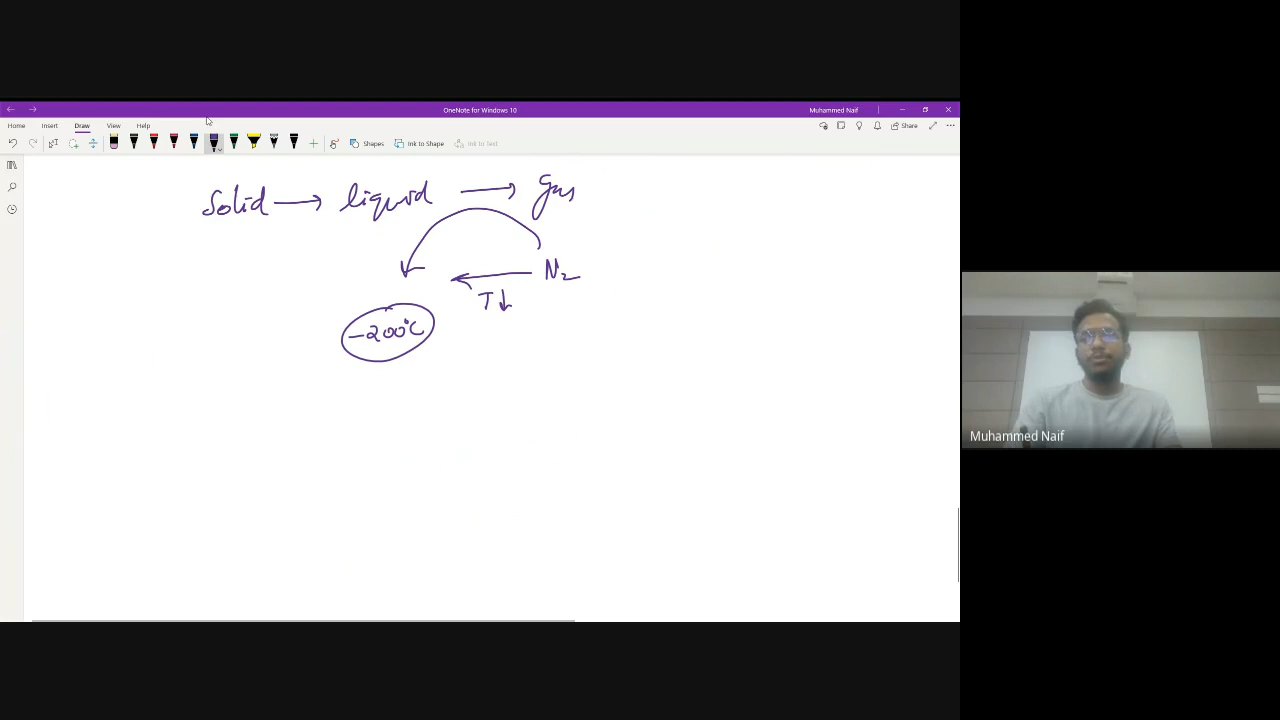 OneNote for Windows 10
Muhammed Naif
Home Insert Draw View Help
Shapes Ink to Shape Ink to Text Share
Solid → liquid → gas
N₂
T↓
-200°C
Muhammed Naif